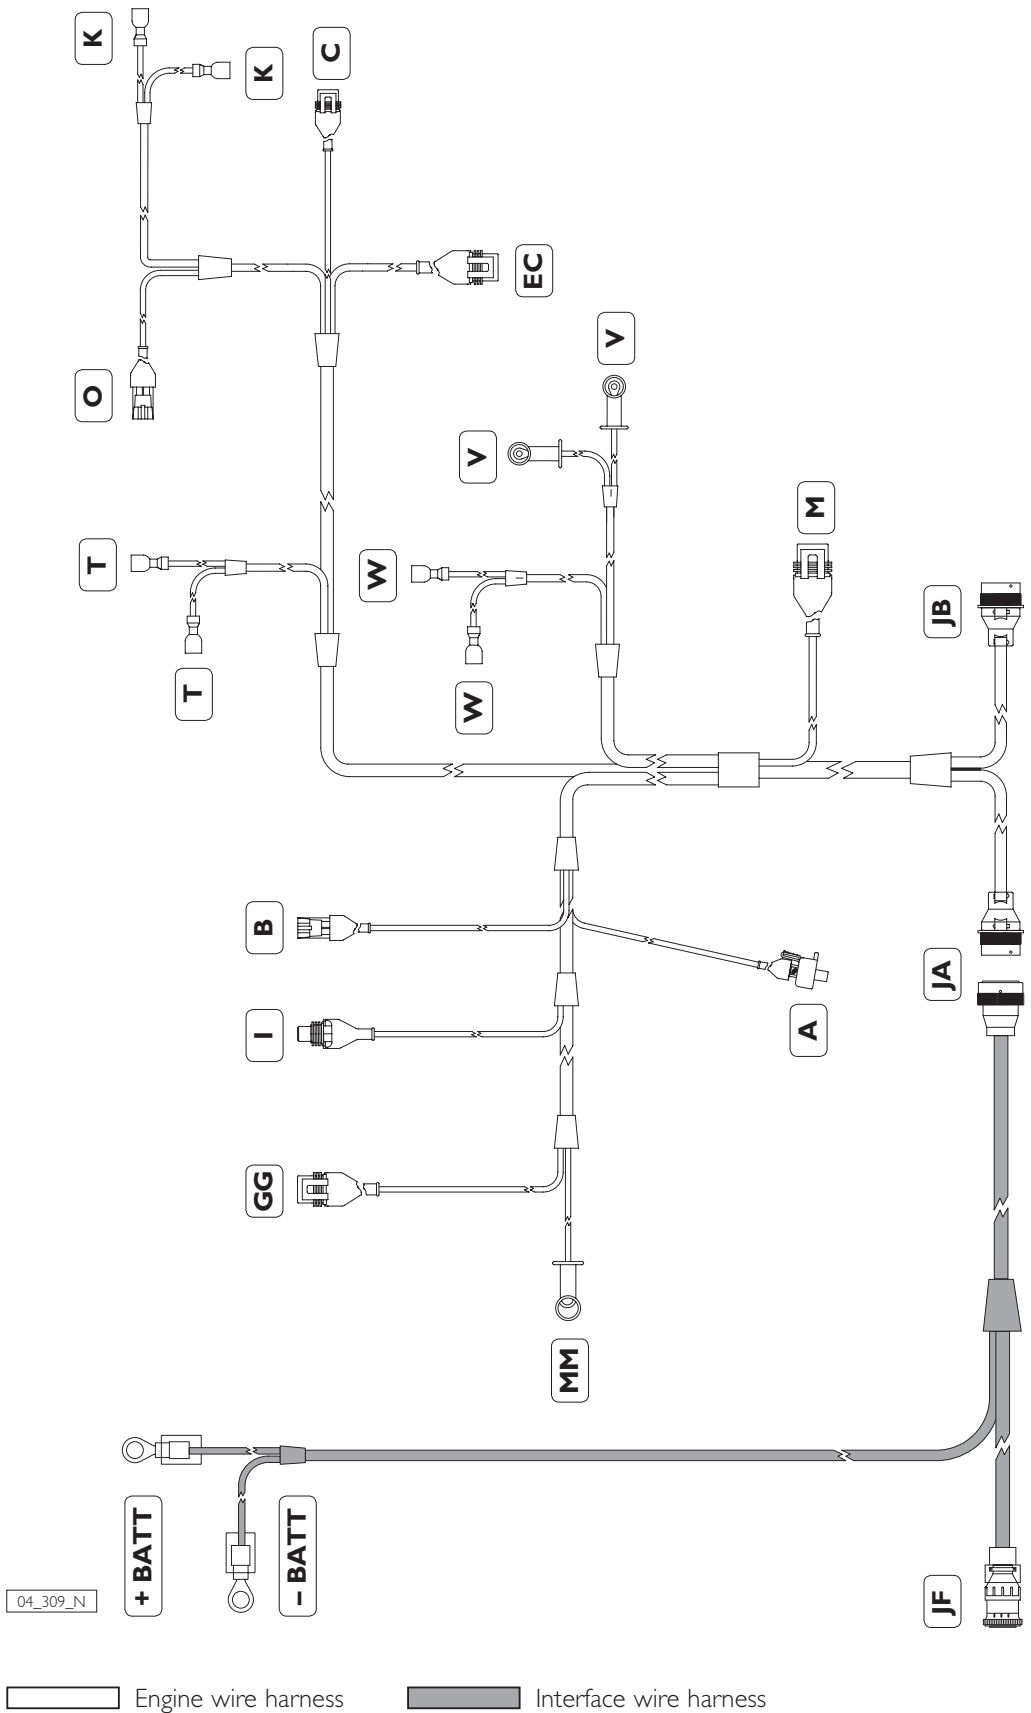 K
K
C
EC
O
V
V
M
T
W
JB
T
W
B
JA
I
A
GG
MM
+ BATT
– BATT
JF
04_309_N
Engine wire harness
Interface wire harness